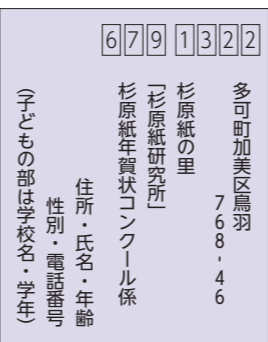 679 1322
多可町加美区鳥羽
768-46
杉原紙の里
「杉原紙研究所」
杉原紙年賀状コンクール係
住所・氏名・年齢
性別・電話番号
(子どもの部は学校名・学年)